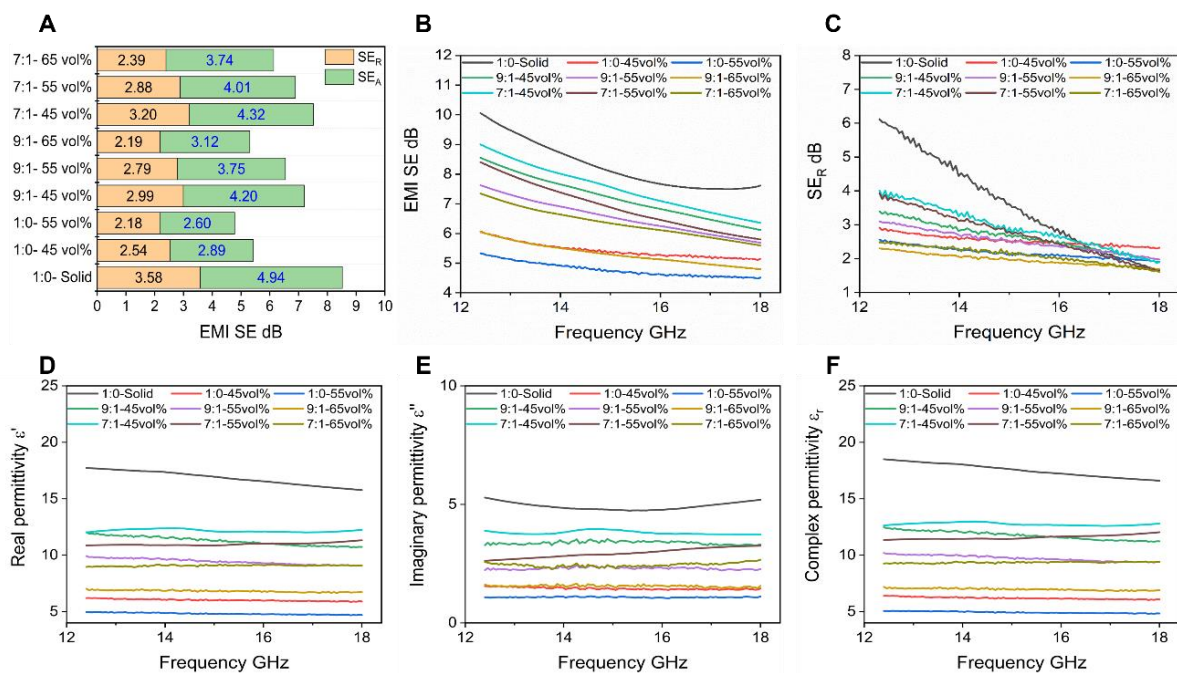 A
7:1- 65 vol%
7:1- 55 vol%
7:1- 45 vol%
9:1- 65 vol%
9:1- 55 vol%
9:1- 45 vol%
1:0- 55 vol%
1:0- 45 vol%
1:0- Solid
2.39 3.74
2.88 4.01
3.20 4.32
2.19 3.12
2.79 3.75
2.99 4.20
2.18 2.60
2.54 2.89
3.58 4.94
SER
SEA
0 1 2 3 4 5 6 7 8 9 10
EMI SE dB
B
EMI SE dB
12
11
10
9
8
7
6
5
4
3
1:0-Solid 1:0-45vol% 1:0-55vol%
9:1-45vol% 9:1-55vol% 9:1-65vol%
7:1-45vol% 7:1-55vol% 7:1-65vol%
12 14 16 18
Frequency GHz
C
SER dB
8
7
6
5
4
3
2
1
1:0-Solid 1:0-45vol% 1:0-55vol%
9:1-45vol% 9:1-55vol% 9:1-65vol%
7:1-45vol% 7:1-55vol% 7:1-65vol%
12 14 16 18
Frequency GHz
D
Real permittivity ε'
25
20
15
10
5
1:0-Solid 1:0-45vol% 1:0-55vol%
9:1-45vol% 9:1-55vol% 9:1-65vol%
7:1-45vol% 7:1-55vol% 7:1-65vol%
12 14 16 18
Frequency GHz
E
Imaginary permittivity ε"
10
5
0
1:0-Solid 1:0-45vol% 1:0-55vol%
9:1-45vol% 9:1-55vol% 9:1-65vol%
7:1-45vol% 7:1-55vol% 7:1-65vol%
12 14 16 18
Frequency GHz
F
Complex permittivity εr
25
20
15
10
5
1:0-Solid 1:0-45vol% 1:0-55vol%
9:1-45vol% 9:1-55vol% 9:1-65vol%
7:1-45vol% 7:1-55vol% 7:1-65vol%
12 14 16 18
Frequency GHz